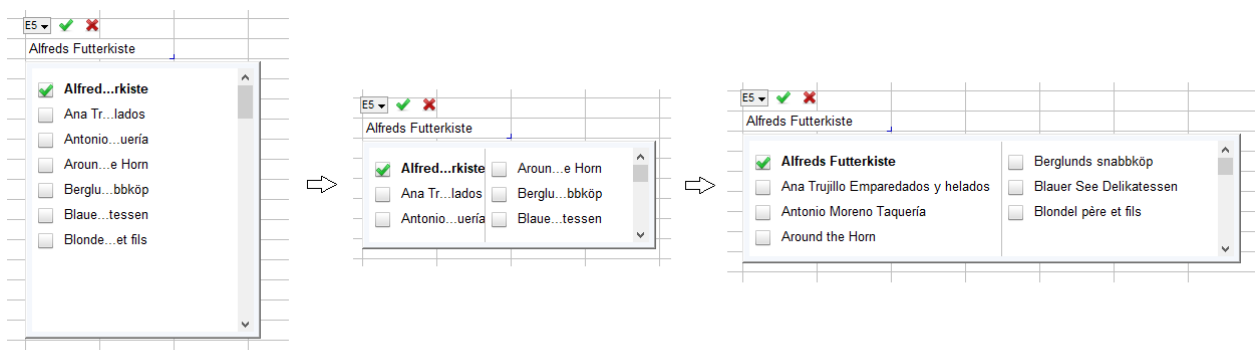 E5
Alfreds Futterkiste
Alfred...rkiste
Ana Tr...lados
Antonio...uería
Aroun...e Horn
Berglu...bbköp
Blaue...tessen
Blonde...et fils
E5
Alfreds Futterkiste
Alfred...rkiste
Ana Tr...lados
Antonio...uería
Aroun...e Horn
Berglu...bbköp
Blaue...tessen
E5
Alfreds Futterkiste
Alfreds Futterkiste
Ana Trujillo Emparedados y helados
Antonio Moreno Taquería
Around the Horn
Berglunds snabbköp
Blauer See Delikatessen
Blondel père et fils